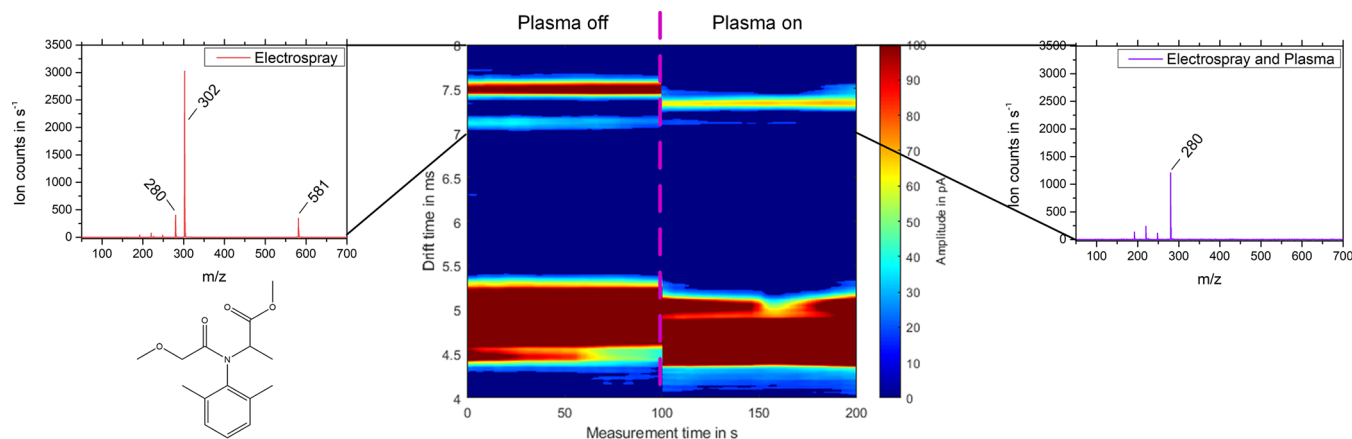 Plasma off
Plasma on
3500
3000
2500
2000
1500
1000
500
0
Ion counts in s⁻¹
Electrospray
302
280
581
100 200 300 400 500 600 700
m/z
8
7.5
7
6.5
6
5.5
5
4.5
4
Drift time in ms
0 50 100 150 200
Measurement time in s
100
90
80
70
60
50
40
30
20
10
0
Amplitude in pA
3500
3000
2500
2000
1500
1000
500
0
Ion counts in s⁻¹
Electrospray and Plasma
280
100 200 300 400 500 600 700
m/z
O
O
O
O
N